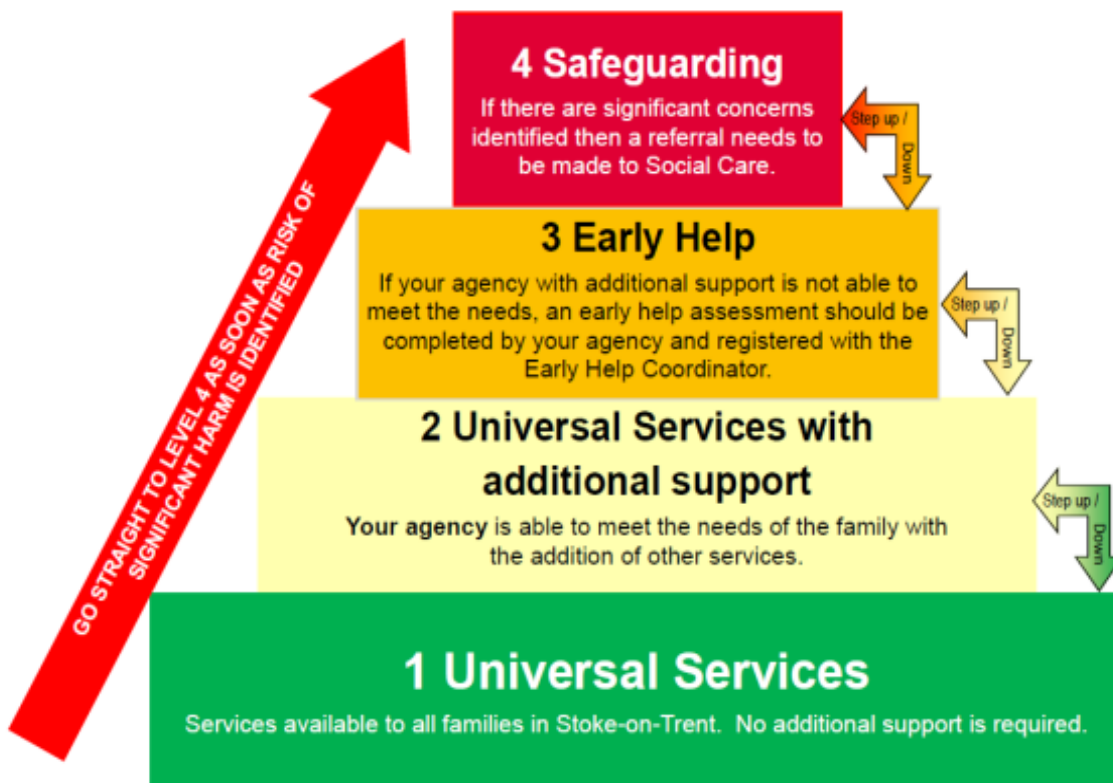 4 Safeguarding
If there are significant concerns
identified then a referral needs to
be made to Social Care.
Step up /
Down
3 Early Help
If your agency with additional support is not able to
meet the needs, an early help assessment should be
completed by your agency and registered with the
Early Help Coordinator.
Step up /
Down
2 Universal Services with
additional support
Your agency is able to meet the needs of the family with
the addition of other services.
Step up /
Down
1 Universal Services
Services available to all families in Stoke-on-Trent. No additional support is required.
GO STRAIGHT TO LEVEL 4 AS SOON AS RISK OF
SIGNIFICANT HARM IS IDENTIFIED